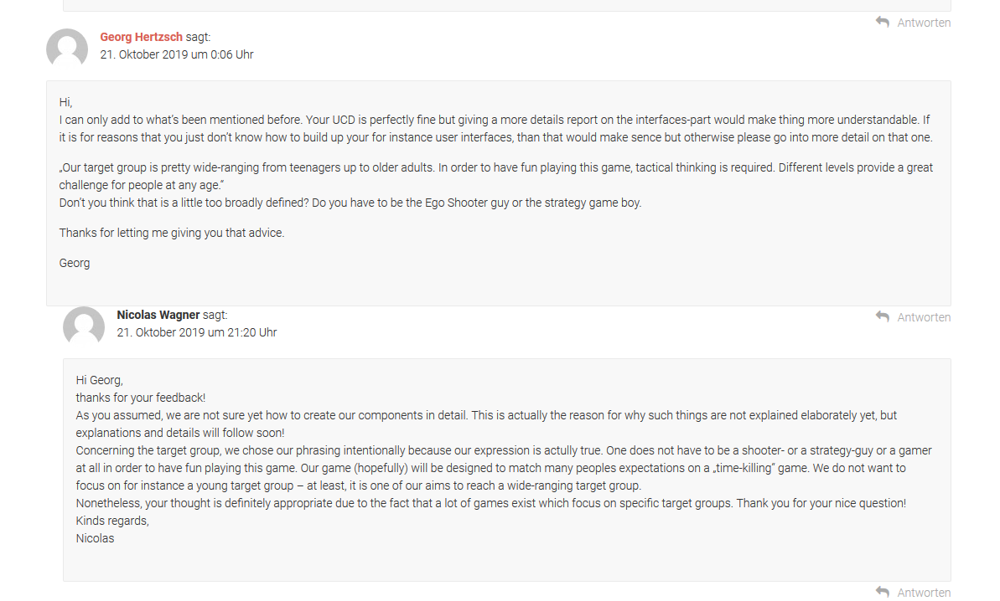 Antworten
Georg Hertzsch sagt:
21. Oktober 2019 um 0:06 Uhr
Hi,
I can only add to what's been mentioned before. Your UCD is perfectly fine but giving a more details report on the interfaces-part would make thing more understandable. If
it is for reasons that you just don't know how to build up your for instance user interfaces, than that would make sence but otherwise please go into more detail on that one.
„Our target group is pretty wide-ranging from teenagers up to older adults. In order to have fun playing this game, tactical thinking is required. Different levels provide a great
challenge for people at any age.“
Don't you think that is a little too broadly defined? Do you have to be the Ego Shooter guy or the strategy game boy.
Thanks for letting me giving you that advice.
Georg
Antworten
Nicolas Wagner sagt:
21. Oktober 2019 um 21:20 Uhr
Hi Georg,
thanks for your feedback!
As you assumed, we are not sure yet how to create our components in detail. This is actually the reason for why such things are not explained elaborately yet, but
explanations and details will follow soon!
Concerning the target group, we chose our phrasing intentionally because our expression is actully true. One does not have to be a shooter- or a strategy-guy or a gamer
at all in order to have fun playing this game. Our game (hopefully) will be designed to match many peoples expectations on a „time-killing“ game. We do not want to
focus on for instance a young target group – at least, it is one of our aims to reach a wide-ranging target group.
Nonetheless, your thought is definitely appropriate due to the fact that a lot of games exist which focus on specific target groups. Thank you for your nice question!
Kinds regards,
Nicolas
Antworten